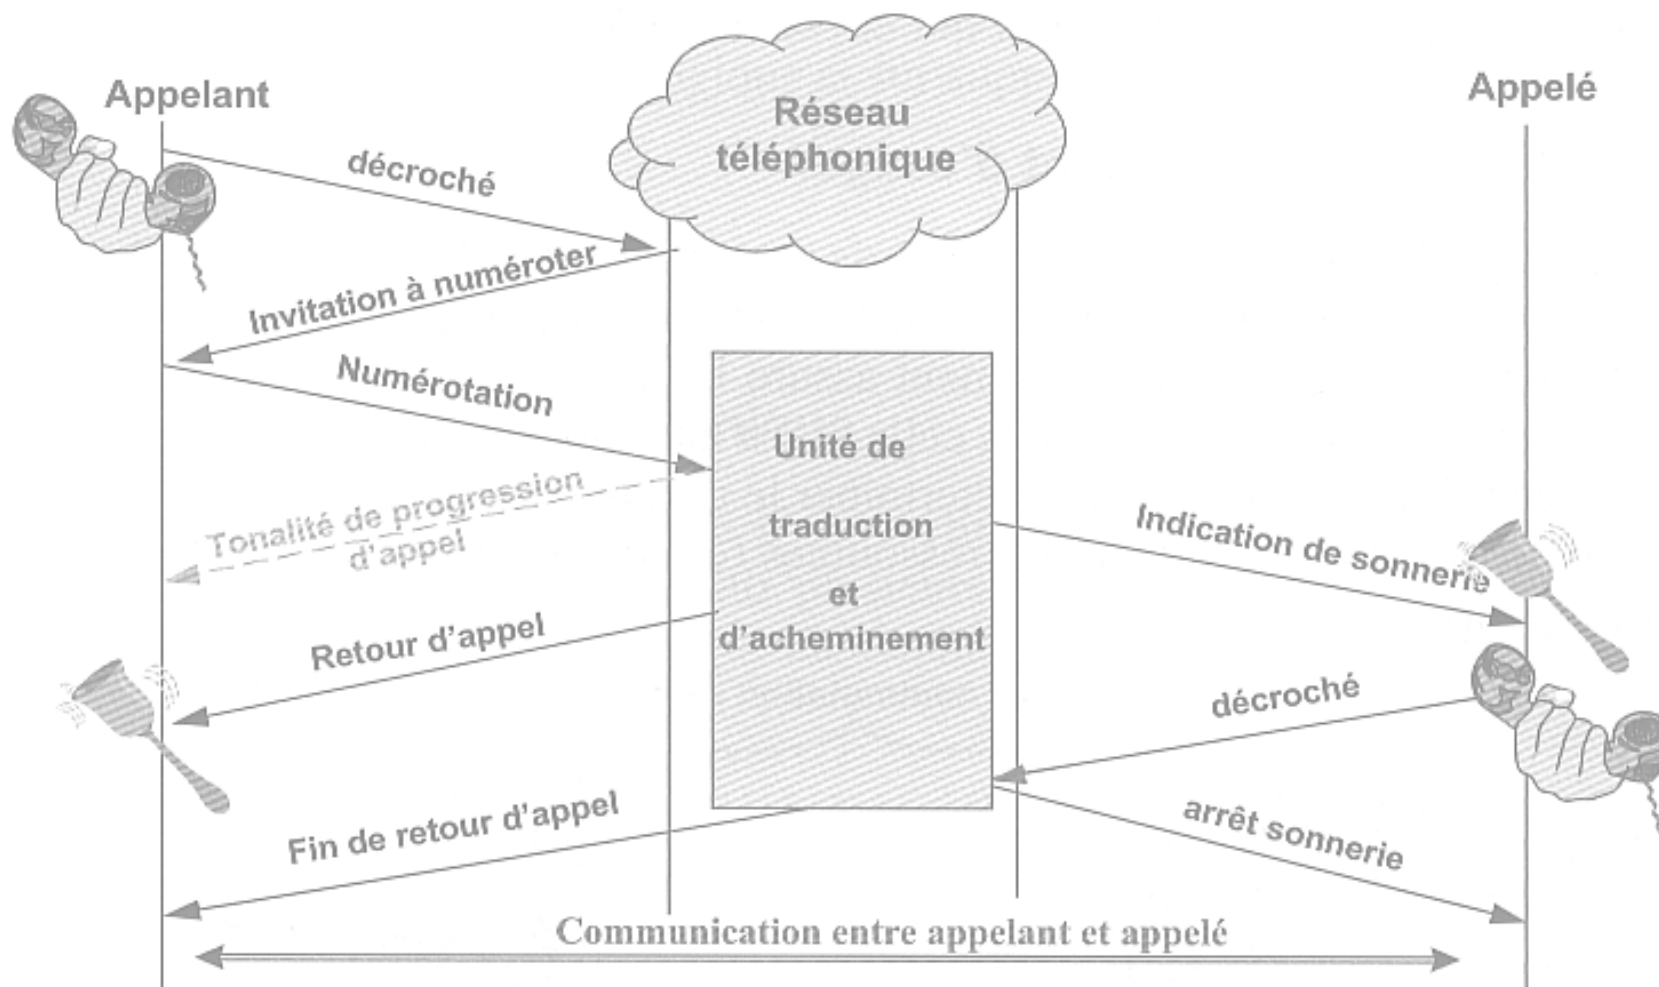 Appelant
Réseau
téléphonique
Appelé
décroché
Invitation à numéroter
Numérotation
Tonalité de progression
d'appel
Unité de
traduction
et
d'acheminement
Indication de sonnerie
Retour d'appel
décroché
Fin de retour d'appel
arrêt sonnerie
Communication entre appelant et appelé